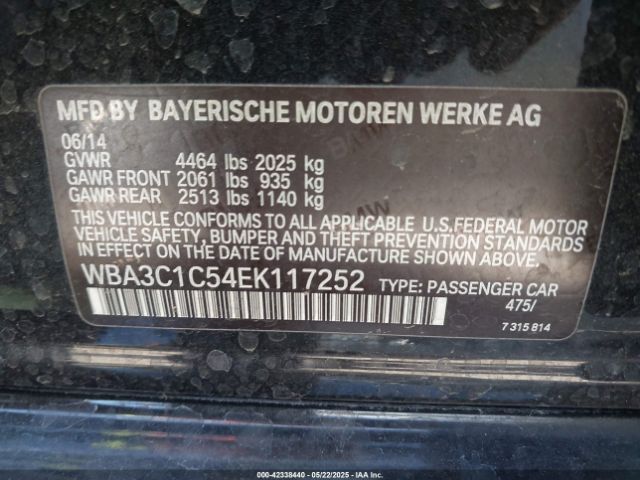 MFD BY BAYERISCHE MOTOREN WERKE AG
06/14
GVWR 4464 lbs 2025 kg
GAWR FRONT 2061 lbs 935 kg
GAWR REAR 2513 lbs 1140 kg
THIS VEHICLE CONFORMS TO ALL APPLICABLE U.S.FEDERAL MOTOR
VEHICLE SAFETY, BUMPER AND THEFT PREVENTION STANDARDS
IN EFFECT ON THE DATE OF MANUFACTURE SHOWN ABOVE.
WBA3C1C54EK117252 TYPE: PASSENGER CAR
475/
7 315 814
000-42338440 - 05/22/2025 - IAA Inc.